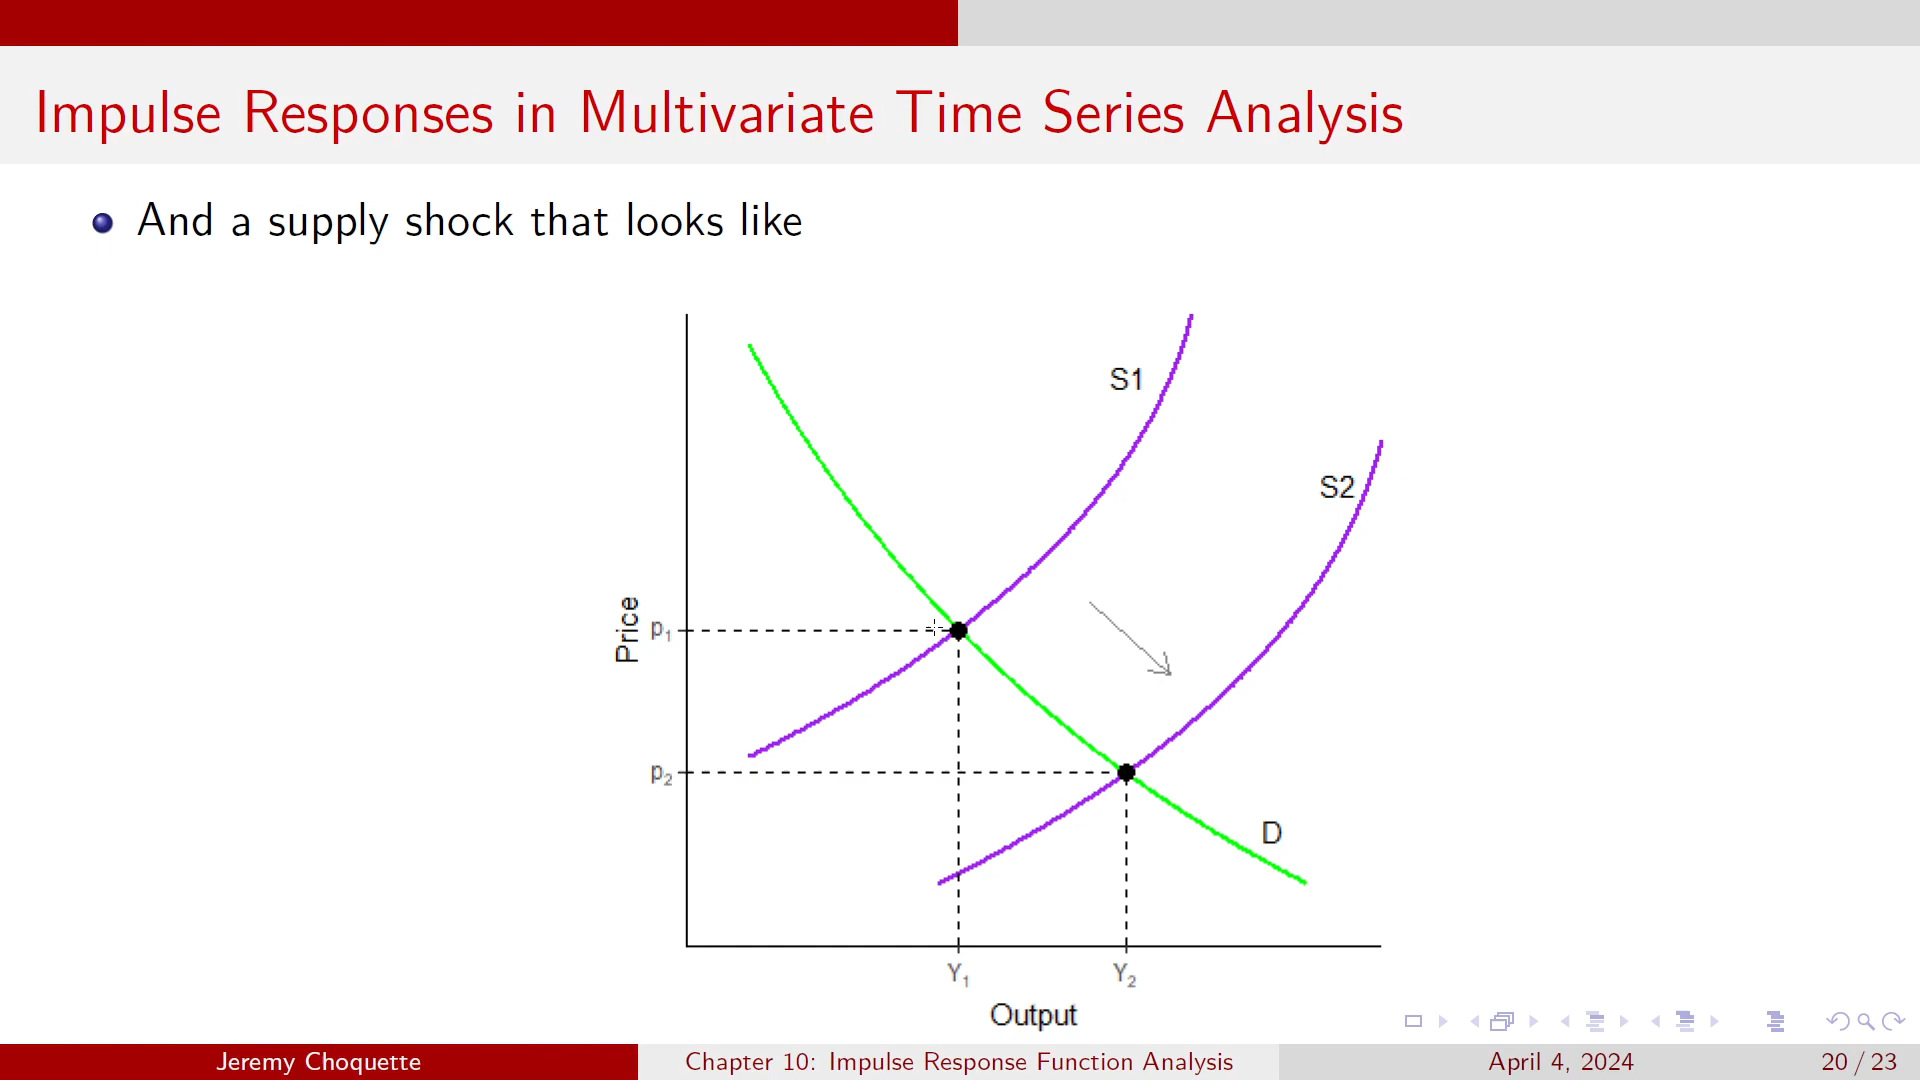 Impulse Responses in Multivariate Time Series Analysis
And a supply shock that looks like
S1
S2
Price
p1
p2
D
Y1
Y2
Output
Jeremy Choquette
Chapter 10: Impulse Response Function Analysis
April 4, 2024
20 / 23